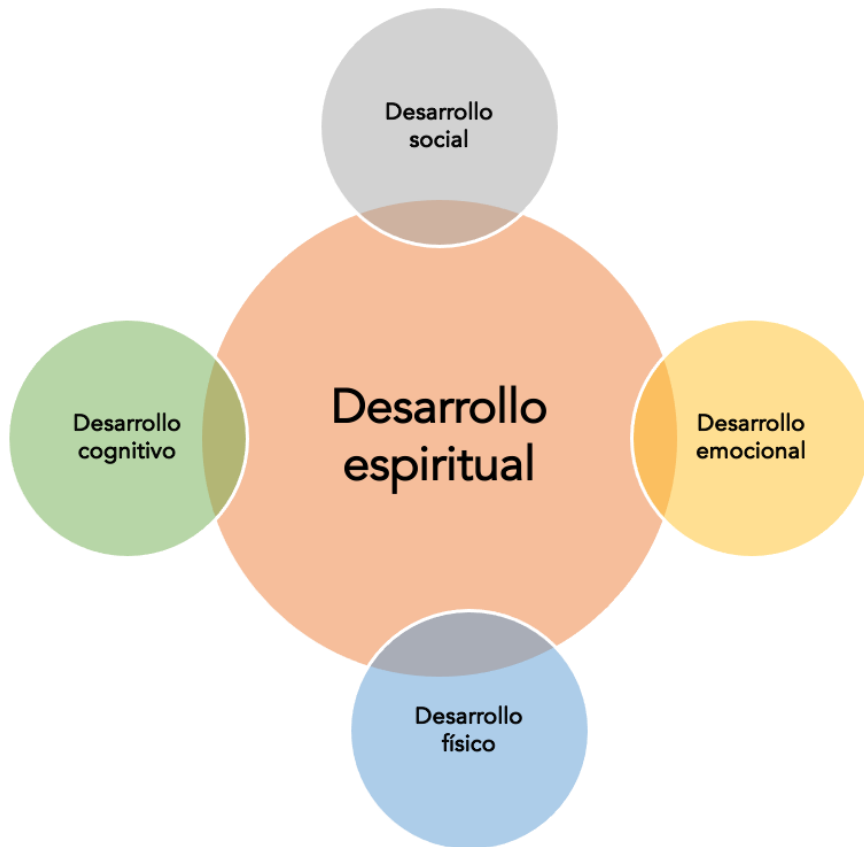 Desarrollo
social
Desarrollo
cognitivo
Desarrollo
espiritual
Desarrollo
emocional
Desarrollo
físico